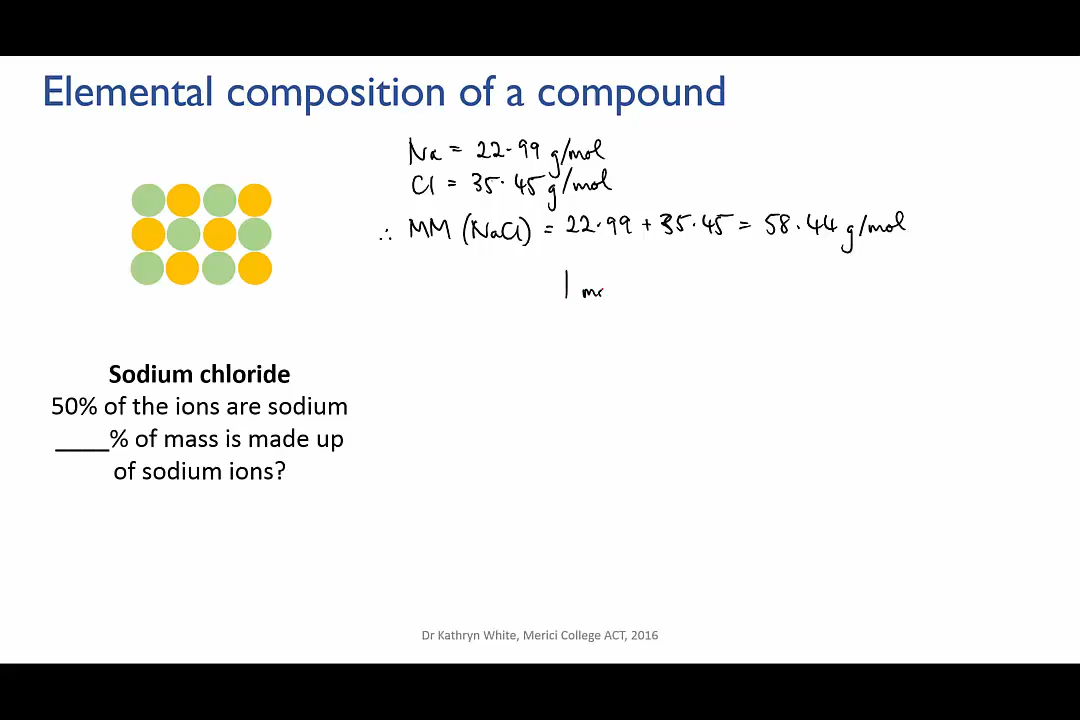 Elemental composition of a compound
Na = 22.99 g/mol
Cl = 35.45 g/mol
∴ MM (NaCl) = 22.99 + 35.45 = 58.44 g/mol
1 mo
Sodium chloride
50% of the ions are sodium
____% of mass is made up
of sodium ions?
Dr Kathryn White, Merici College ACT, 2016